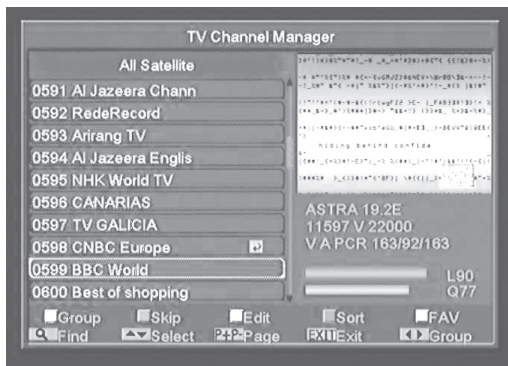 TV Channel Manager
All Satellite
0591 Al Jazeera Chann
0592 RedeRecord
0593 Arirang TV
0594 Al Jazeera Englis
0595 NHK World TV
0596 CANARIAS
0597 TV GALICIA
0598 CNBC Europe
0599 BBC World
0600 Best of shopping
hiding behind confide
ASTRA 19.2E
11597 V 22000
V A PCR 163/92/163
L90
Q77
Group Skip Edit Sort FAV
Find Select P+P- Page EXIT Exit Group